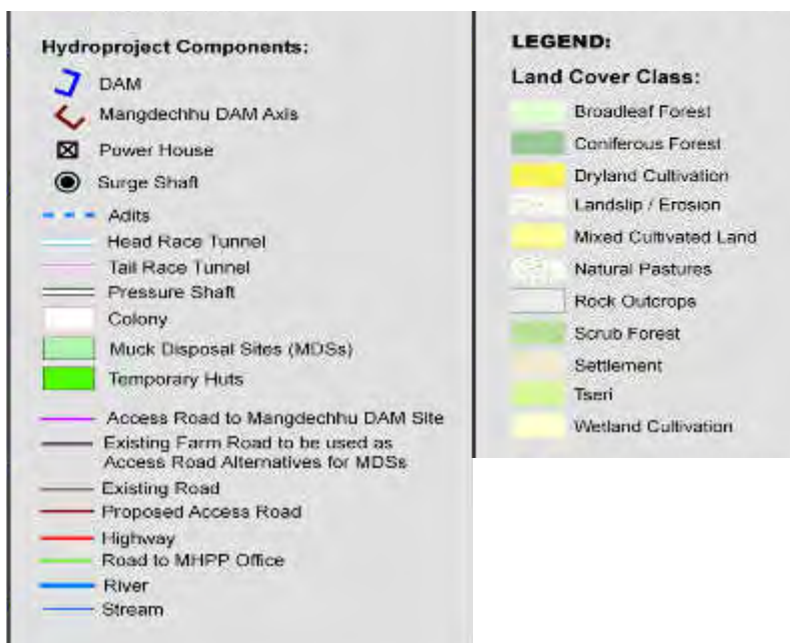 Hydroproject Components:
DAM
Mangdechhu DAM Axis
Power House
Surge Shaft
Adits
Head Race Tunnel
Tail Race Tunnel
Pressure Shaft
Colony
Muck Disposal Sites (MDSs)
Temporary Huts
Access Road to Mangdechhu DAM Site
Existing Farm Road to be used as
Access Road Alternatives for MDSs
Existing Road
Proposed Access Road
Highway
Road to MHPP Office
River
Stream
LEGEND:
Land Cover Class:
Broadleaf Forest
Coniferous Forest
Dryland Cultivation
Landslip / Erosion
Mixed Cultivated Land
Natural Pastures
Rock Outcrops
Scrub Forest
Settlement
Tseri
Wetland Cultivation